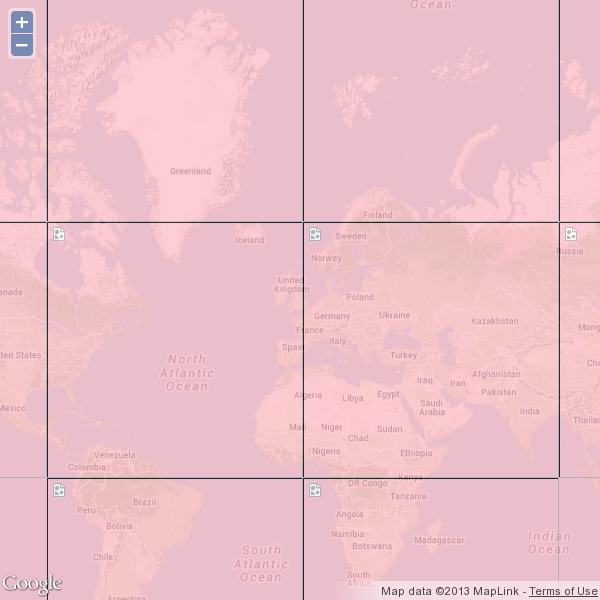 Ocean
+
−
Greenland
Finland
Iceland
Sweden
Russia
Norway
United
Kingdom
anada
Poland
Germany
Ukraine
Kazakhstan
France
Mong
ted States
Spain
Italy
North
Atlantic
Ocean
Turkey
Chi
Afghanistan
Iraq
Iran
Pakistan
Algeria
Libya
Egypt
Saudi
Arabia
Mexico
India
Thailan
Mali
Niger
Sudan
Chad
Venezuela
Nigeria
Ethiopia
Colombia
Kenya
DR Congo
Tanzania
Brazil
Peru
Angola
Bolivia
Namibia
Madagascar
Botswana
Indian
Ocean
Chile
South
Atlantic
Ocean
South
Africa
Google
Map data ©2013 MapLink - Terms of Use
Argentina